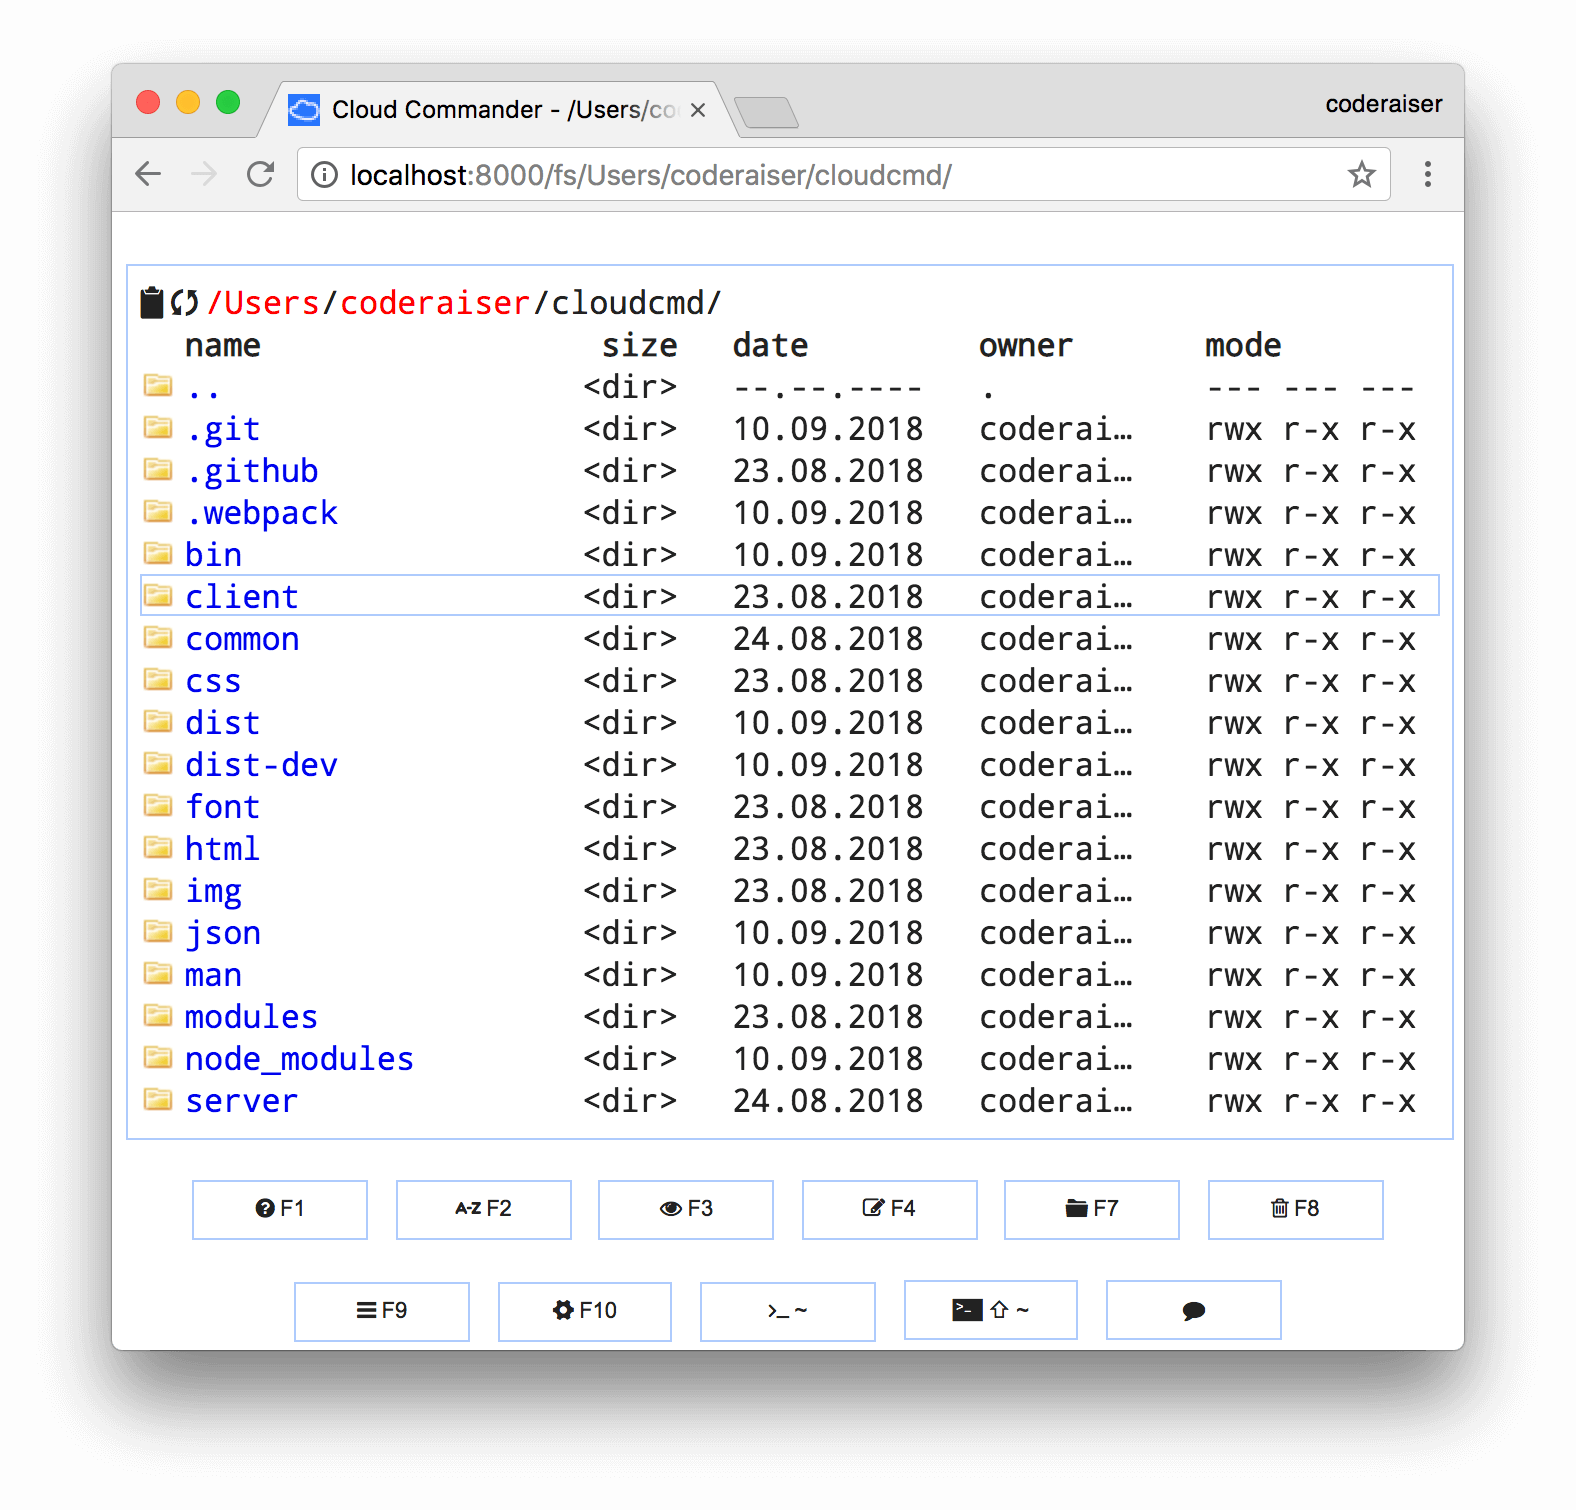 Cloud Commander - /Users/co
coderaiser
localhost:8000/fs/Users/coderaiser/cloudcmd/
/Users/coderaiser/cloudcmd/
name size date owner mode
.. <dir> --.--.---- . --- --- ---
.git <dir> 10.09.2018 coderai… rwx r-x r-x
.github <dir> 23.08.2018 coderai… rwx r-x r-x
.webpack <dir> 10.09.2018 coderai… rwx r-x r-x
bin <dir> 10.09.2018 coderai… rwx r-x r-x
client <dir> 23.08.2018 coderai… rwx r-x r-x
common <dir> 24.08.2018 coderai… rwx r-x r-x
css <dir> 23.08.2018 coderai… rwx r-x r-x
dist <dir> 10.09.2018 coderai… rwx r-x r-x
dist-dev <dir> 10.09.2018 coderai… rwx r-x r-x
font <dir> 23.08.2018 coderai… rwx r-x r-x
html <dir> 23.08.2018 coderai… rwx r-x r-x
img <dir> 23.08.2018 coderai… rwx r-x r-x
json <dir> 10.09.2018 coderai… rwx r-x r-x
man <dir> 10.09.2018 coderai… rwx r-x r-x
modules <dir> 23.08.2018 coderai… rwx r-x r-x
node_modules <dir> 10.09.2018 coderai… rwx r-x r-x
server <dir> 24.08.2018 coderai… rwx r-x r-x
F1 A-Z F2 F3 F4 F7 F8
F9 F10 >_ ~ >_ ⇧ ~